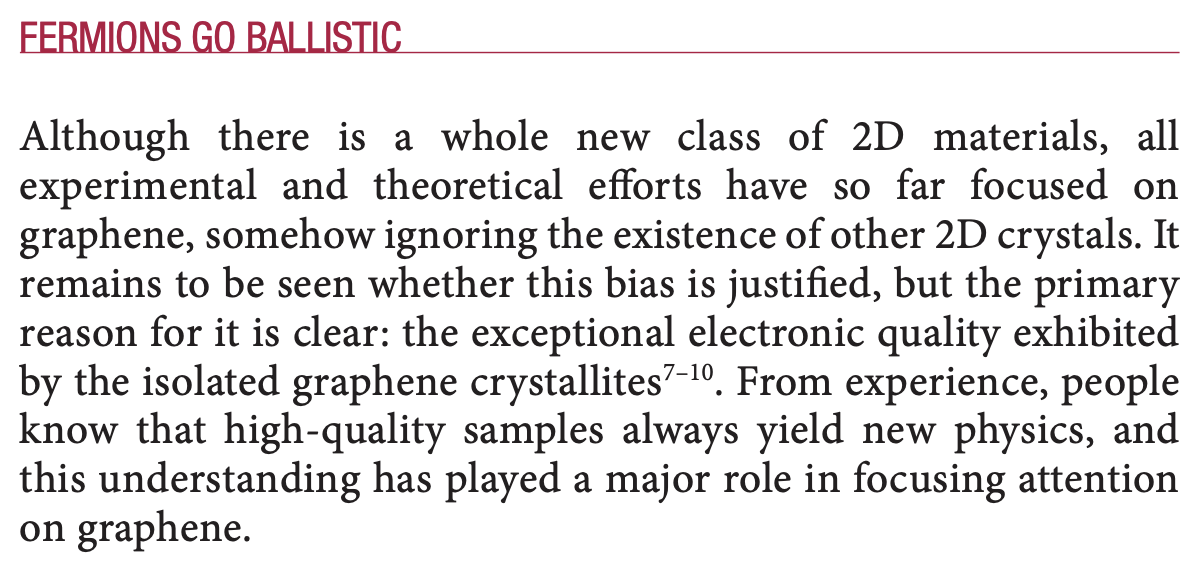 FERMIONS GO BALLISTIC
Although there is a whole new class of 2D materials, all
experimental and theoretical efforts have so far focused on
graphene, somehow ignoring the existence of other 2D crystals. It
remains to be seen whether this bias is justified, but the primary
reason for it is clear: the exceptional electronic quality exhibited
by the isolated graphene crystallites⁷⁻¹⁰. From experience, people
know that high-quality samples always yield new physics, and
this understanding has played a major role in focusing attention
on graphene.